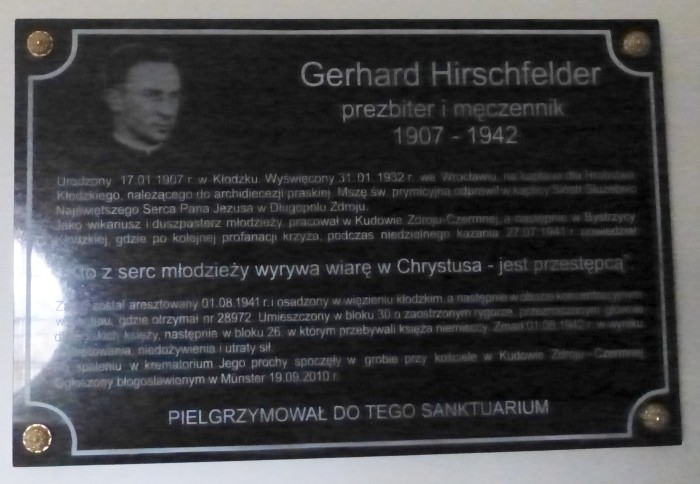 Gerhard Hirschfelder
prezbiter i męczennik
1907 - 1942
Urodzony 17.01.1907 r. w Kłodzku. Wyświęcony 31.01.1932 r. we Wrocławiu, na kapłana dla Hrabstwa
Kłodzkiego, należącego do archidiecezji praskiej. Mszę św. prymicyjną odprawił w kaplicy Sióstr Służebnic
Najświętszego Serca Pana Jezusa w Długopolu Zdroju.
Jako wikariusz i duszpasterz młodzieży, pracował w Kudowie Zdroju-Czermnej, a następnie w Bystrzycy
Kłodzkiej, gdzie po kolejnej profanacji krzyża, podczas niedzielnego kazania 27.07.1941 r. powiedział
"Kto z serc młodzieży wyrywa wiarę w Chrystusa - jest przestępcą".
został aresztowany 01.08.1941 r. i osadzony w więzieniu kłodzkim, a następnie w obozie
gdzie otrzymał nr 28972. Umieszczony w bloku 30 o zaostrzonym rygorze, przeznaczonym głównie
księży, następnie w bloku 26, w którym przebywali księża niemieccy. Zmarł 01.08.1942 r. w wyniku
niedożywienia i utraty sił.
spaleniu w krematorium Jego prochy spoczęły w grobie przy kościele w Kudowie Zdroju-Czermnej
Ogłoszony błogosławionym w Münster 19.09.2010 r.
PIELGRZYMOWAŁ DO TEGO SANKTUARIUM